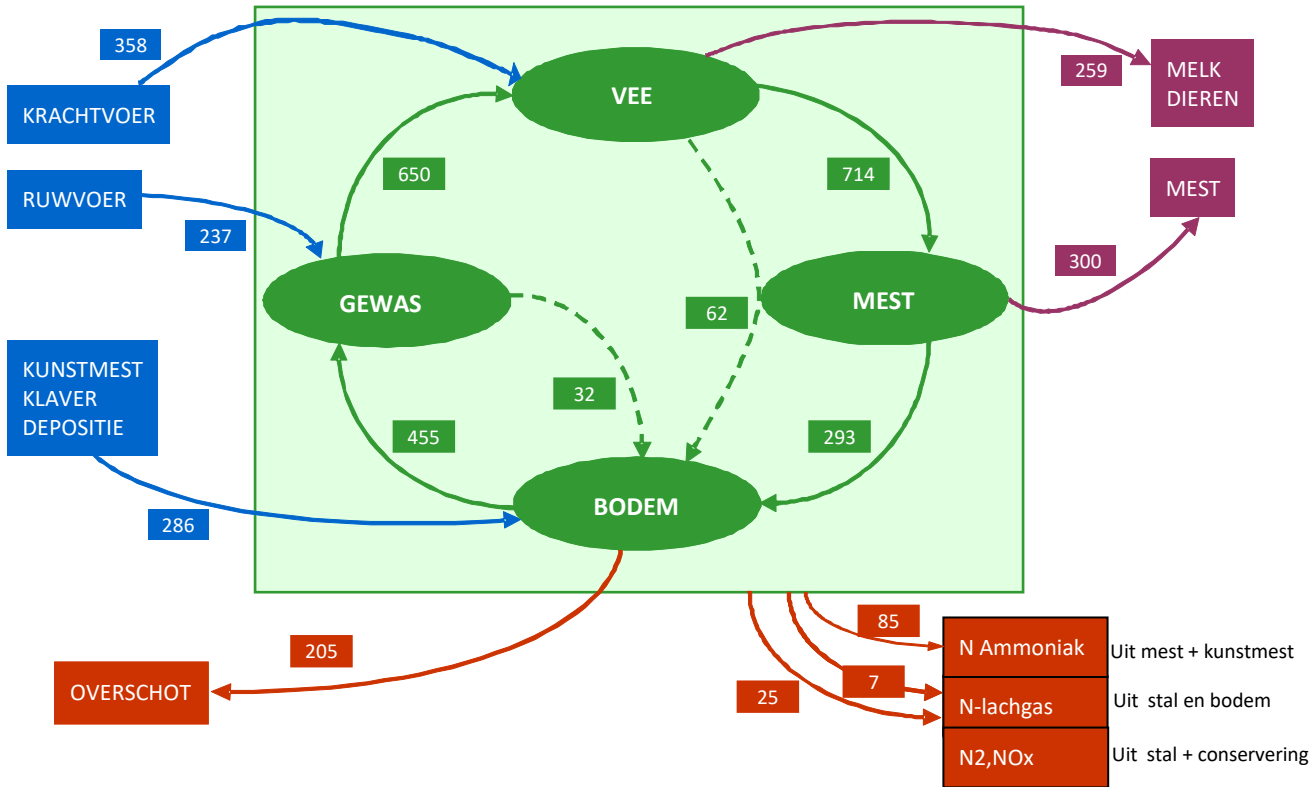 358
KRACHTVOER
VEE
259
MELK
DIEREN
650
714
RUWVOER
237
MEST
300
GEWAS
62
MEST
KUNSTMEST
KLAVER
DEPOSITIE
32
455
293
286
BODEM
205
OVERSCHOT
85
N Ammoniak
Uit mest + kunstmest
7
25
N-lachgas
Uit stal en bodem
N2,NOx
Uit stal + conservering